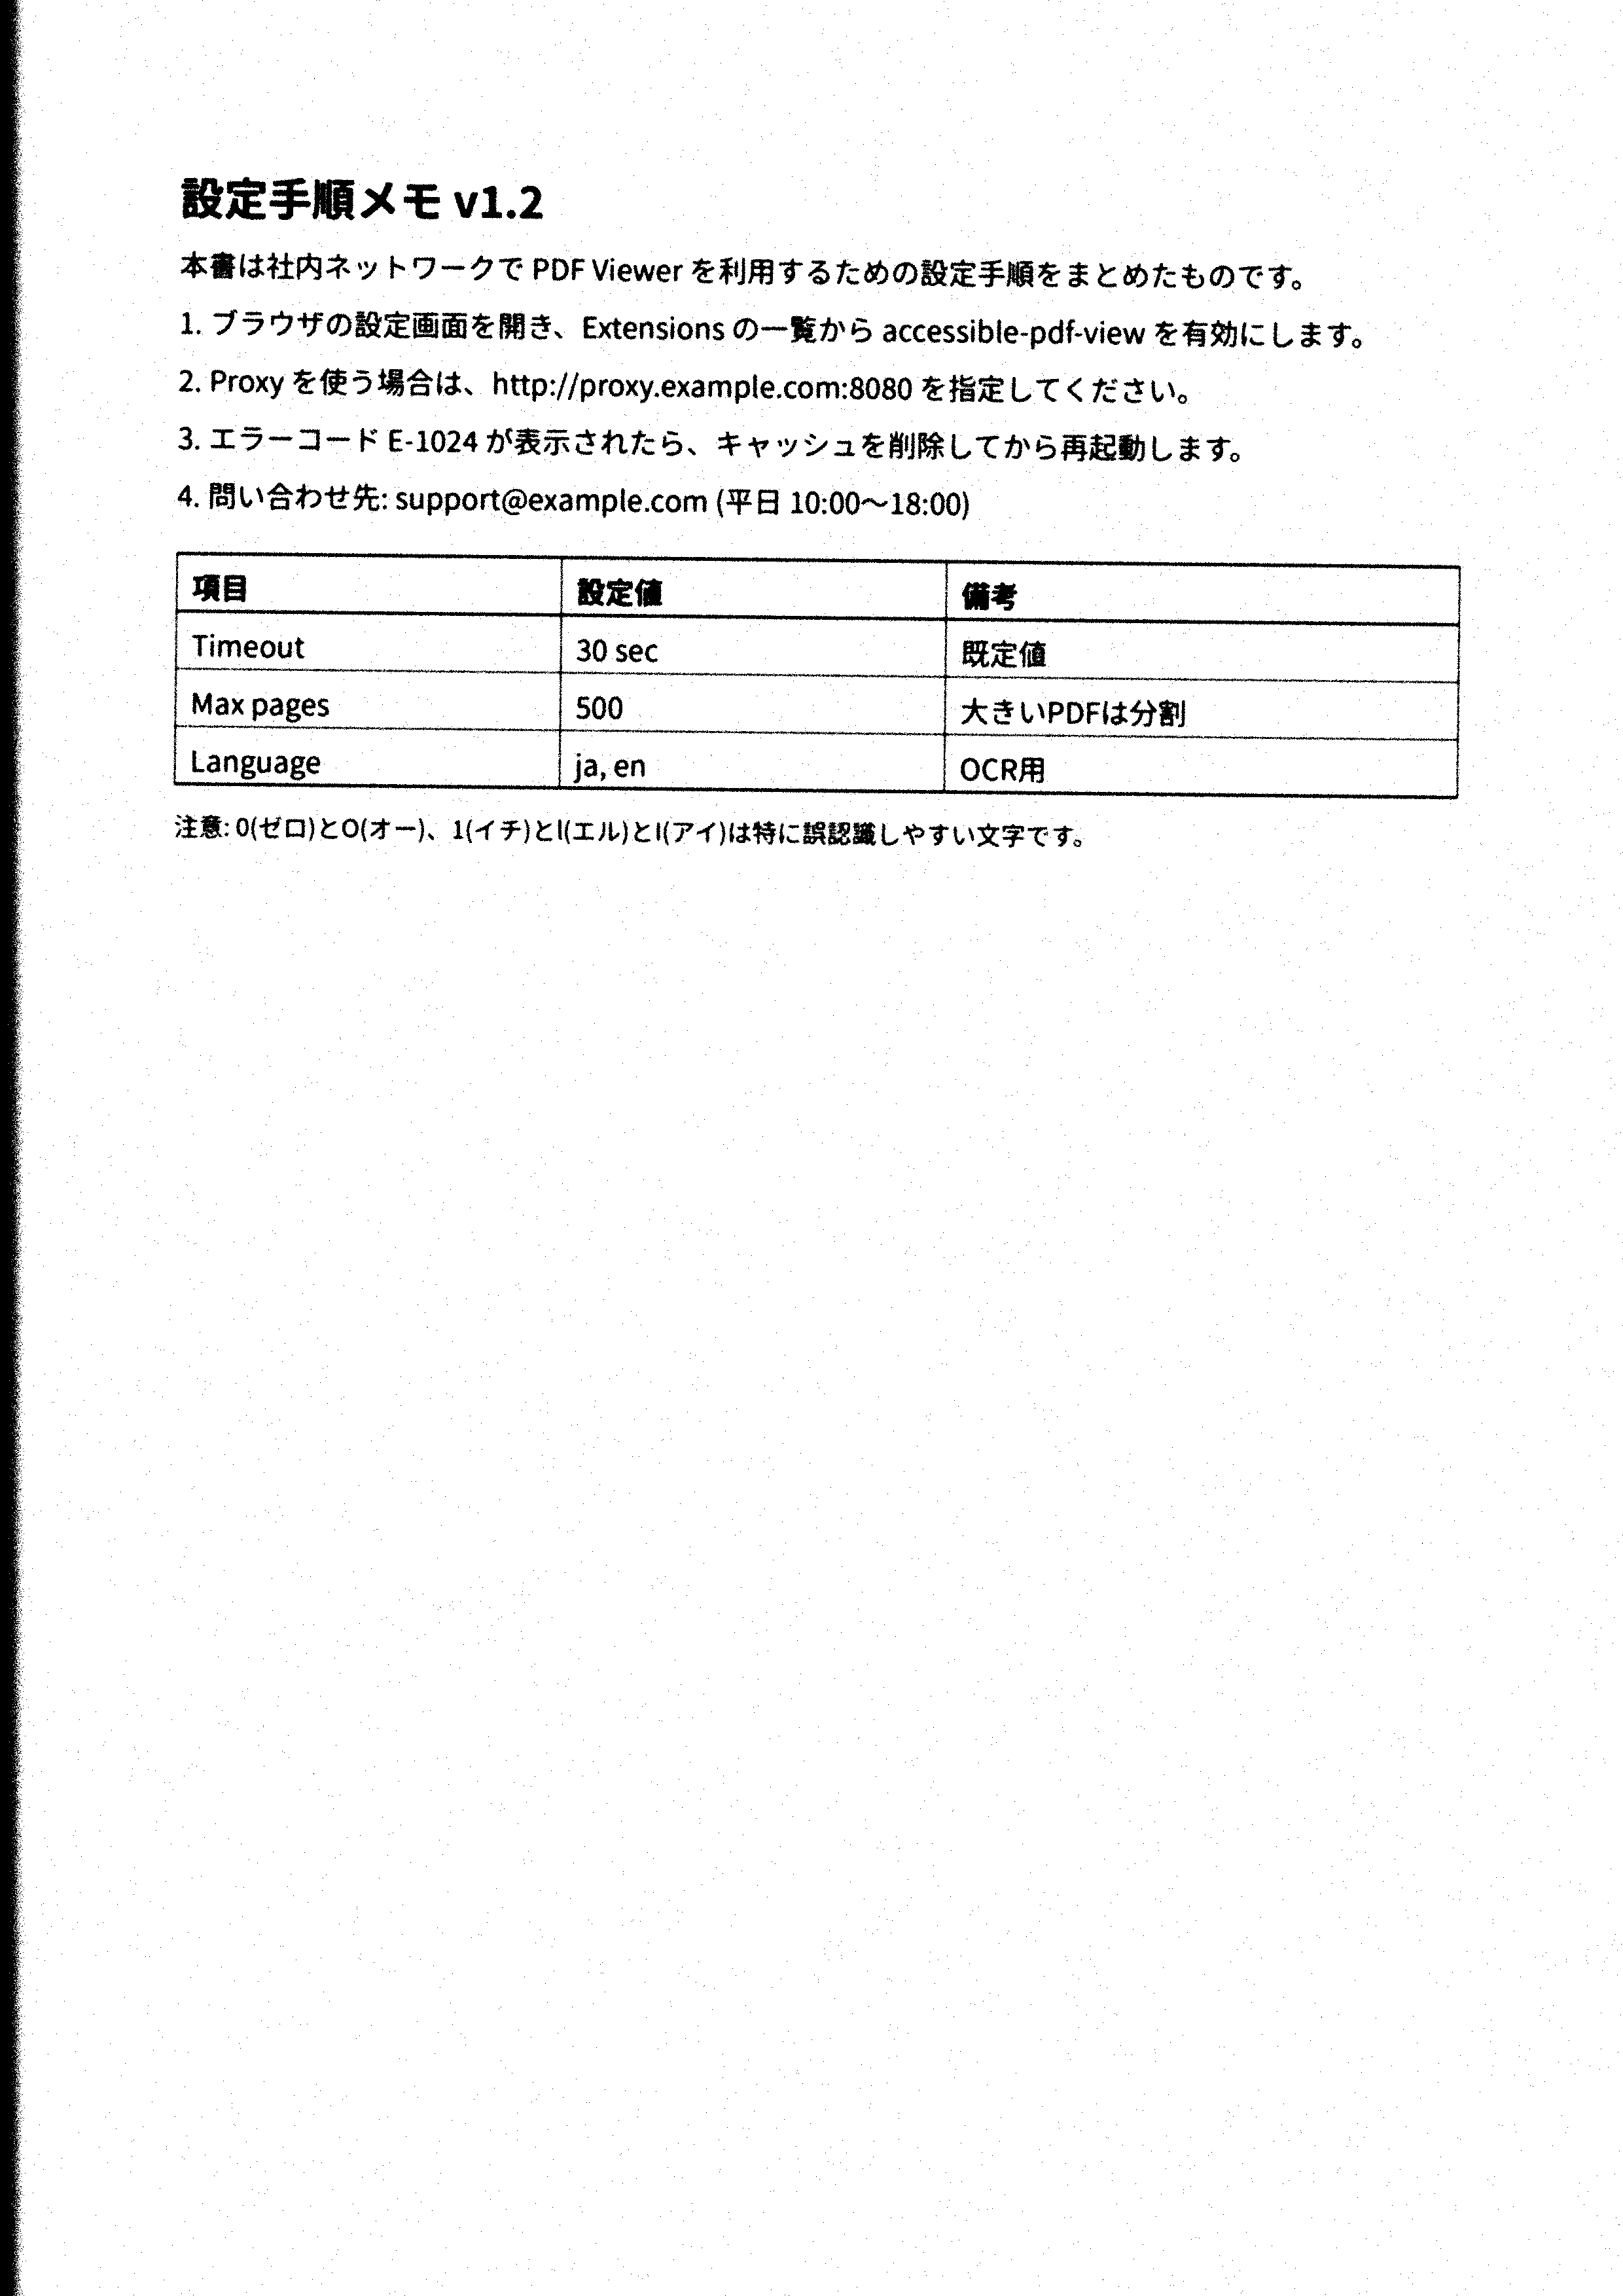 設定手順メモ v1.2
本書は社内ネットワークで PDF Viewer を利用するための設定手順をまとめたものです。
1. ブラウザの設定画面を開き、Extensions の一覧から accessible-pdf-view を有効にします。
2. Proxy を使う場合は、http://proxy.example.com:8080 を指定してください。
3. エラーコード E-1024 が表示されたら、キャッシュを削除してから再起動します。
4. 問い合わせ先: support@example.com (平日 10:00～18:00)
項目 設定値 備考
Timeout 30 sec 既定値
Max pages 500 大きいPDFは分割
Language ja, en OCR用
注意: 0(ゼロ)とO(オー)、1(イチ)とl(エル)とI(アイ)は特に誤認識しやすい文字です。